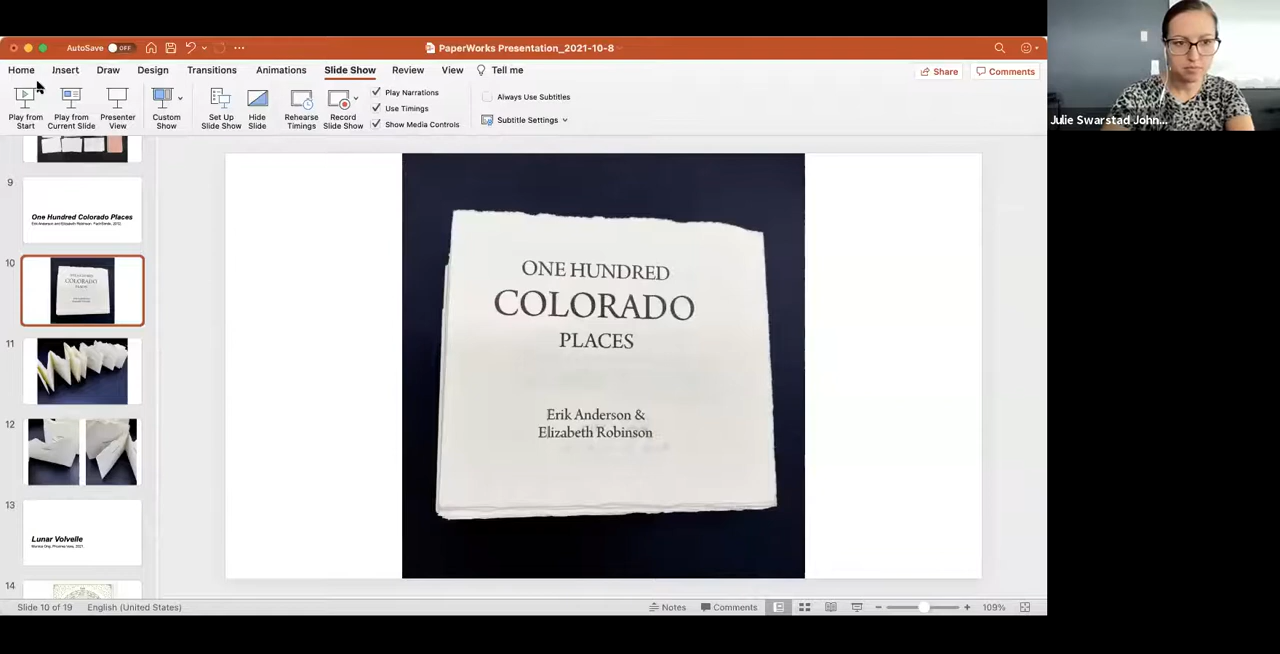 AutoSave OFF
PaperWorks Presentation_2021-10-8
Home Insert Draw Design Transitions Animations Slide Show Review View Tell me
Share Comments
Play from Start
Play from Current Slide
Presenter View
Custom Show
Set Up Slide Show
Hide Slide
Rehearse Timings
Record Slide Show
Play Narrations
Use Timings
Show Media Controls
Always Use Subtitles
Subtitle Settings
Julie Swarstad John...
9
One Hundred Colorado Places
10
11
12
13
Lunar Volvelle
14
ONE HUNDRED
COLORADO
PLACES
Erik Anderson &
Elizabeth Robinson
Slide 10 of 19 English (United States)
Notes Comments 109%